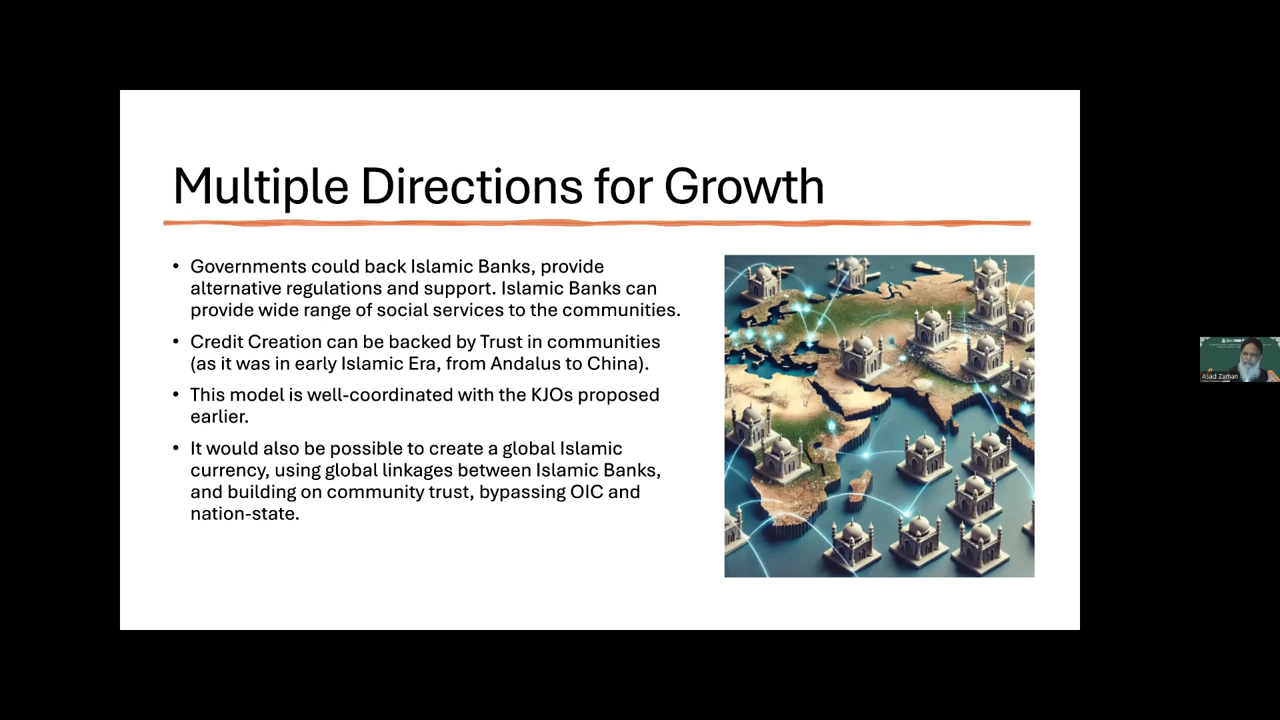 Multiple Directions for Growth
• Governments could back Islamic Banks, provide
alternative regulations and support. Islamic Banks can
provide wide range of social services to the communities.
• Credit Creation can be backed by Trust in communities
(as it was in early Islamic Era, from Andalus to China).
• This model is well-coordinated with the KJOs proposed
earlier.
• It would also be possible to create a global Islamic
currency, using global linkages between Islamic Banks,
and building on community trust, bypassing OIC and
nation-state.
Asad Zaman